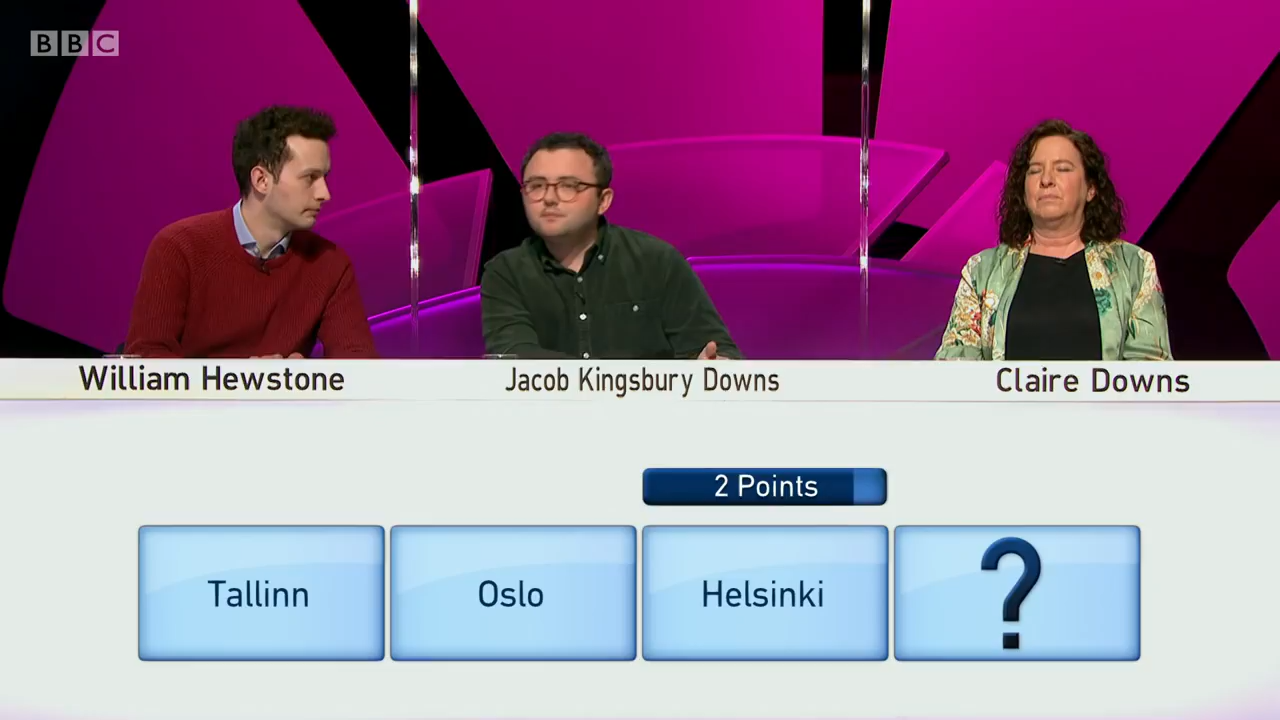 BBC
William Hewstone
Jacob Kingsbury Downs
Claire Downs
2 Points
Tallinn
Oslo
Helsinki
?